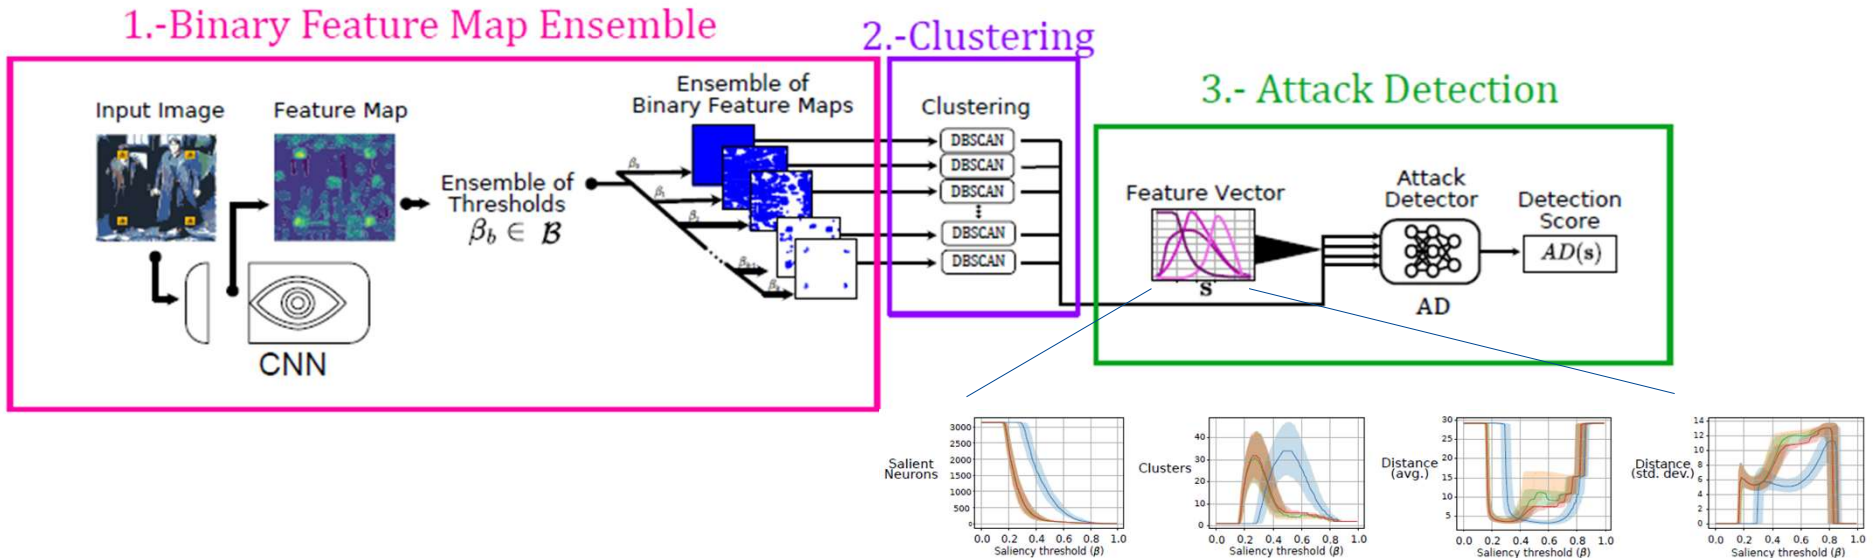 1.-Binary Feature Map Ensemble
2.-Clustering
3.- Attack Detection
Input Image
Feature Map
Ensemble of
Thresholds
βb ∈ 𝓑
Ensemble of
Binary Feature Maps
β₁
β₂
CNN
Clustering
DBSCAN
DBSCAN
DBSCAN
DBSCAN
DBSCAN
Feature Vector
s
Attack
Detector
AD
Detection
Score
AD(s)
Salient
Neurons
3000
2500
2000
1500
1000
500
0
0.0 0.2 0.4 0.6 0.8 1.0
Saliency threshold (β)
Clusters
40
30
20
10
0
0.0 0.2 0.4 0.6 0.8 1.0
Saliency threshold (β)
Distance
(avg.)
30
25
20
15
10
5
0.0 0.2 0.4 0.6 0.8 1.0
Saliency threshold (β)
Distance
(std. dev.)
14
12
10
8
6
4
2
0
0.0 0.2 0.4 0.6 0.8 1.0
Saliency threshold (β)